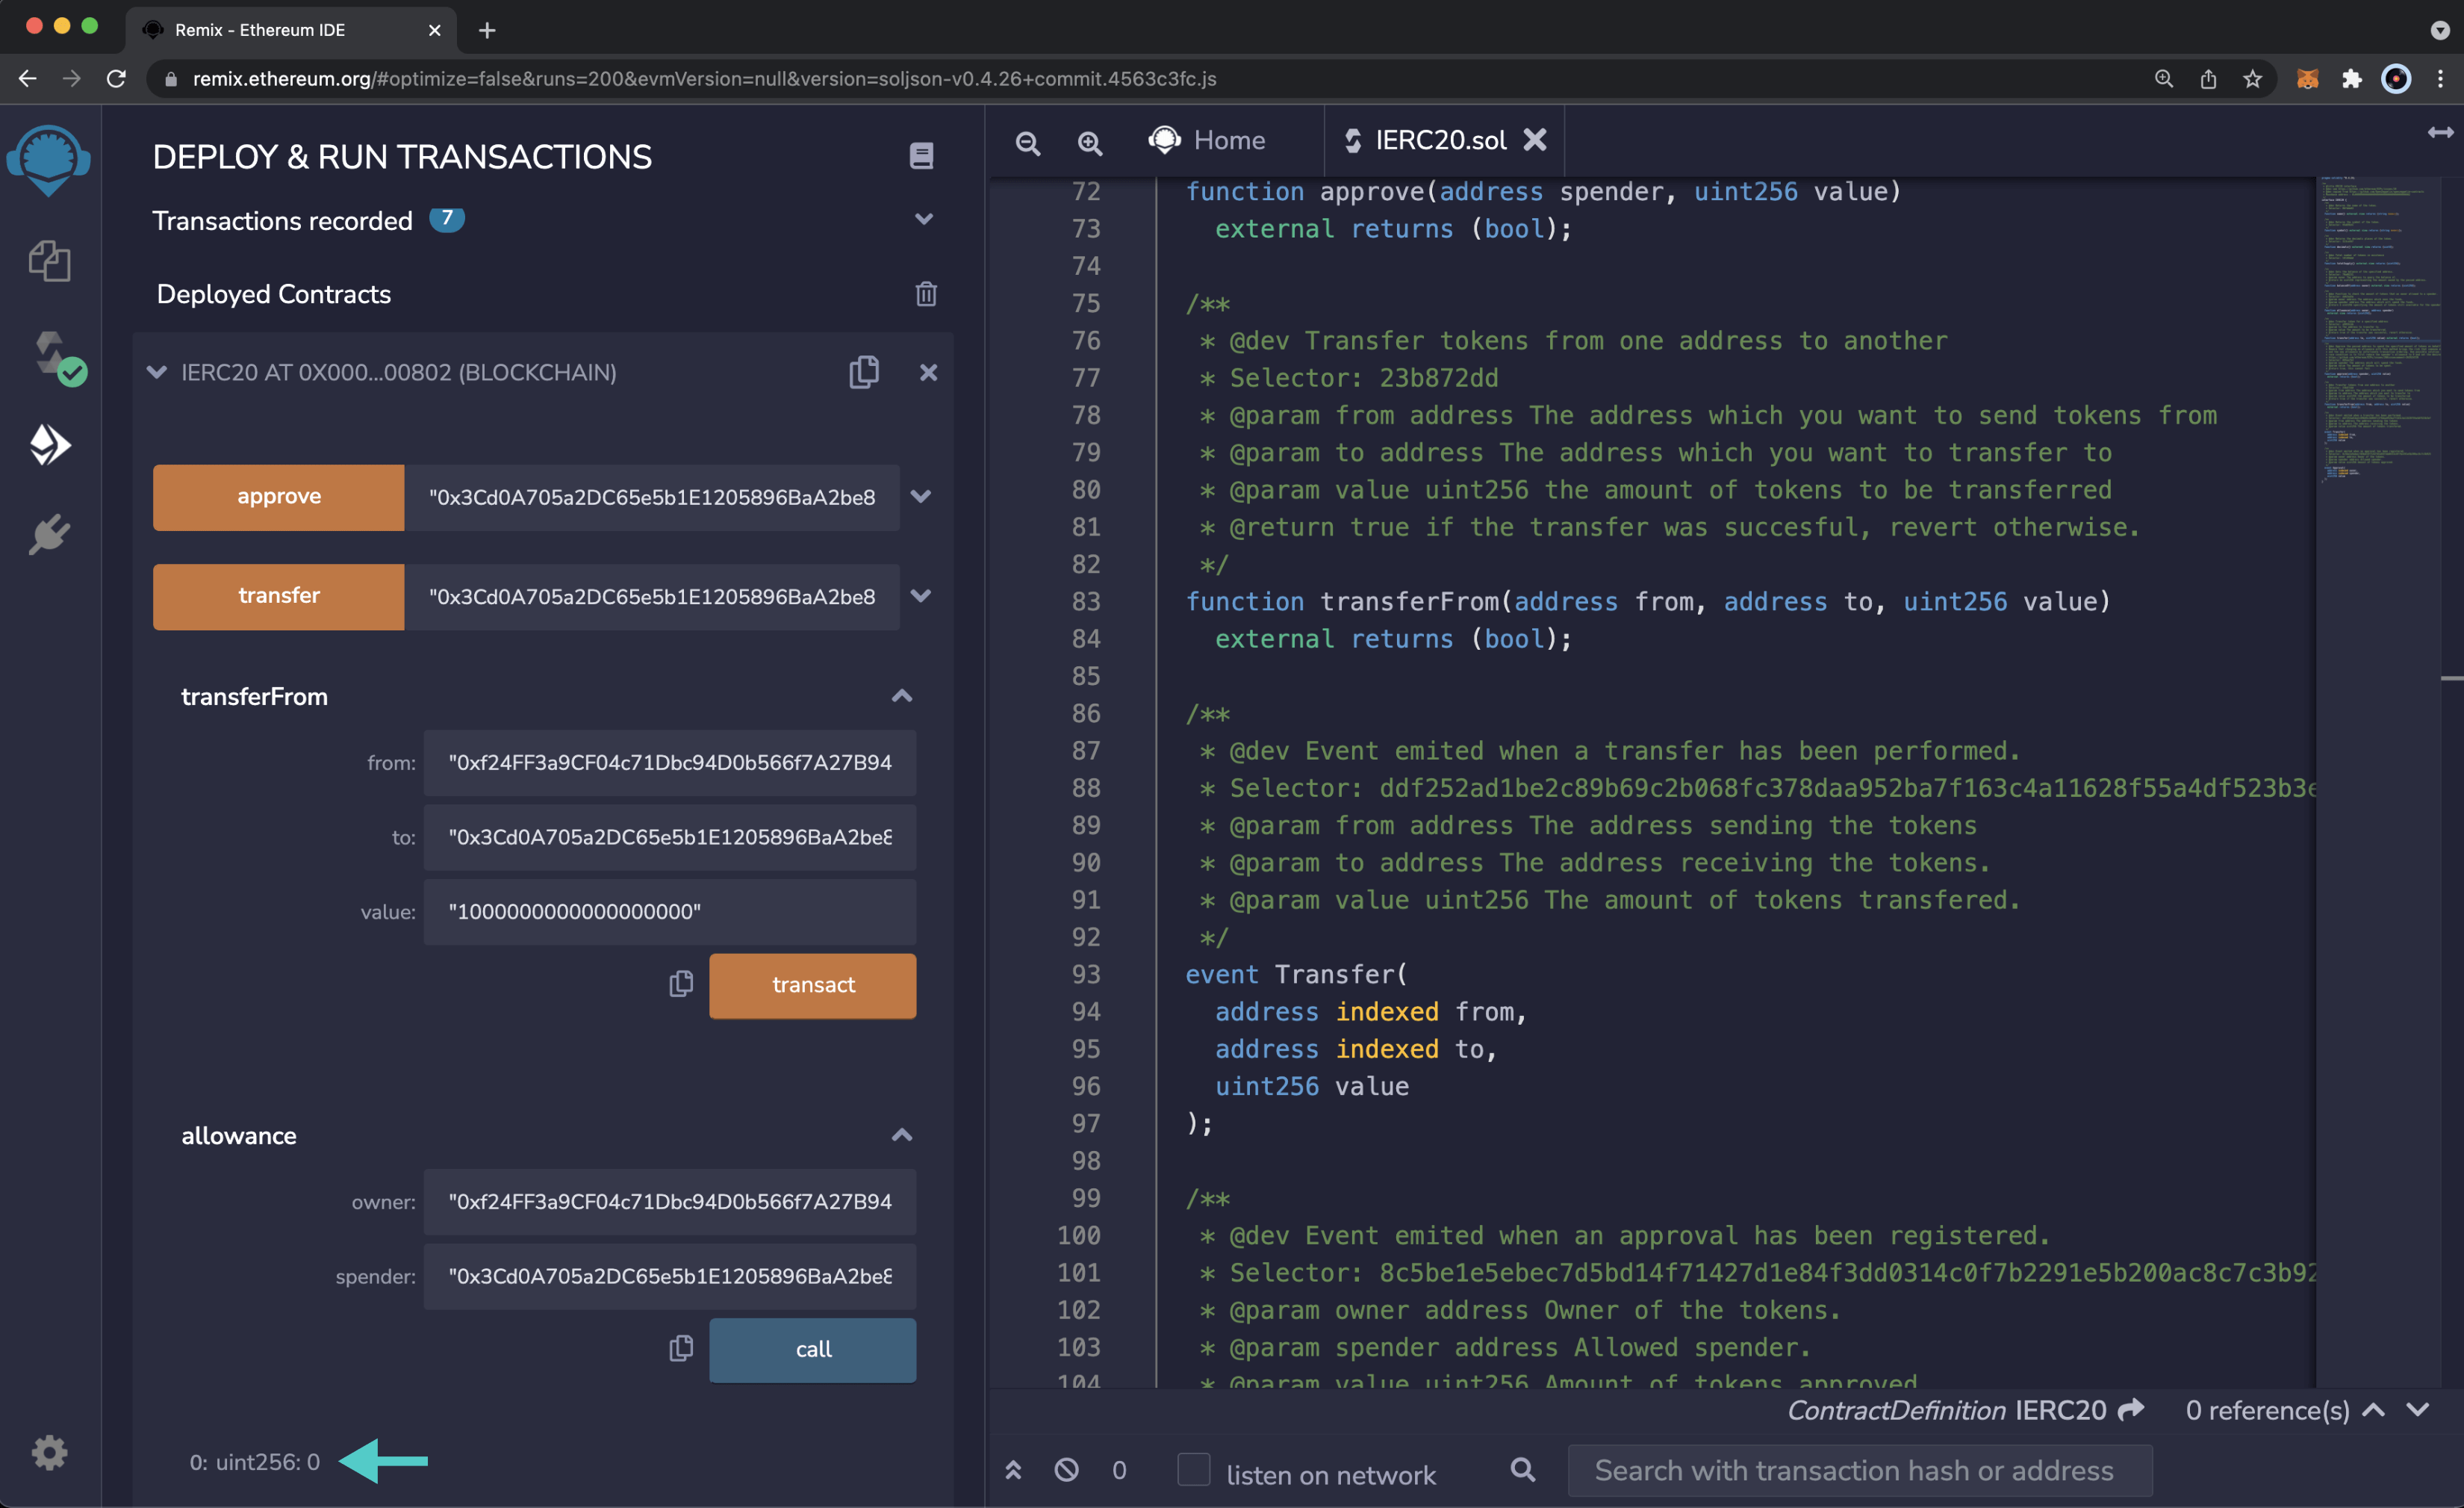 Remix - Ethereum IDE
remix.ethereum.org/#optimize=false&runs=200&evmVersion=null&version=soljson-v0.4.26+commit.4563c3fc.js
DEPLOY & RUN TRANSACTIONS
Transactions recorded 7
Deployed Contracts
IERC20 AT 0X000...00802 (BLOCKCHAIN)
approve "0x3Cd0A705a2DC65e5b1E1205896BaA2be8
transfer "0x3Cd0A705a2DC65e5b1E1205896BaA2be8
transferFrom
from: "0xf24FF3a9CF04c71Dbc94D0b566f7A27B94
to: "0x3Cd0A705a2DC65e5b1E1205896BaA2be8
value: "1000000000000000000"
transact
allowance
owner: "0xf24FF3a9CF04c71Dbc94D0b566f7A27B94
spender: "0x3Cd0A705a2DC65e5b1E1205896BaA2be8
call
0: uint256: 0
Home
IERC20.sol
72 function approve(address spender, uint256 value)
73 external returns (bool);
74
75 /**
76 * @dev Transfer tokens from one address to another
77 * Selector: 23b872dd
78 * @param from address The address which you want to send tokens from
79 * @param to address The address which you want to transfer to
80 * @param value uint256 the amount of tokens to be transferred
81 * @return true if the transfer was succesful, revert otherwise.
82 */
83 function transferFrom(address from, address to, uint256 value)
84 external returns (bool);
85
86 /**
87 * @dev Event emited when a transfer has been performed.
88 * Selector: ddf252ad1be2c89b69c2b068fc378daa952ba7f163c4a11628f55a4df523b3e
89 * @param from address The address sending the tokens
90 * @param to address The address receiving the tokens.
91 * @param value uint256 The amount of tokens transfered.
92 */
93 event Transfer(
94 address indexed from,
95 address indexed to,
96 uint256 value
97 );
98
99 /**
100 * @dev Event emited when an approval has been registered.
101 * Selector: 8c5be1e5ebec7d5bd14f71427d1e84f3dd0314c0f7b2291e5b200ac8c7c3b92
102 * @param owner address Owner of the tokens.
103 * @param spender address Allowed spender.
104 * @param value uint256 Amount of tokens approved
ContractDefinition IERC20 0 reference(s)
0 listen on network Search with transaction hash or address